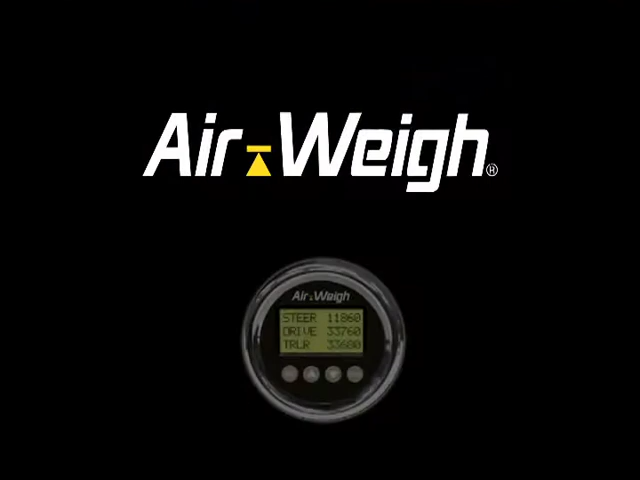 Air-Weigh®
Air-Weigh
STEER 11860
DRIVE 33760
TRLR 33680